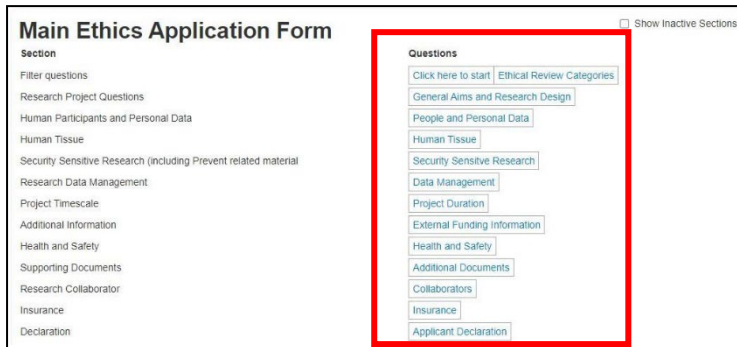 Main Ethics Application Form
Show Inactive Sections
Section Questions
Filter questions Click here to start Ethical Review Categories
Research Project Questions General Aims and Research Design
Human Participants and Personal Data People and Personal Data
Human Tissue Human Tissue
Security Sensitive Research (including Prevent related material Security Sensitve Research
Research Data Management Data Management
Project Timescale Project Duration
Additional Information External Funding Information
Health and Safety Health and Safety
Supporting Documents Additional Documents
Research Collaborator Collaborators
Insurance Insurance
Declaration Applicant Declaration